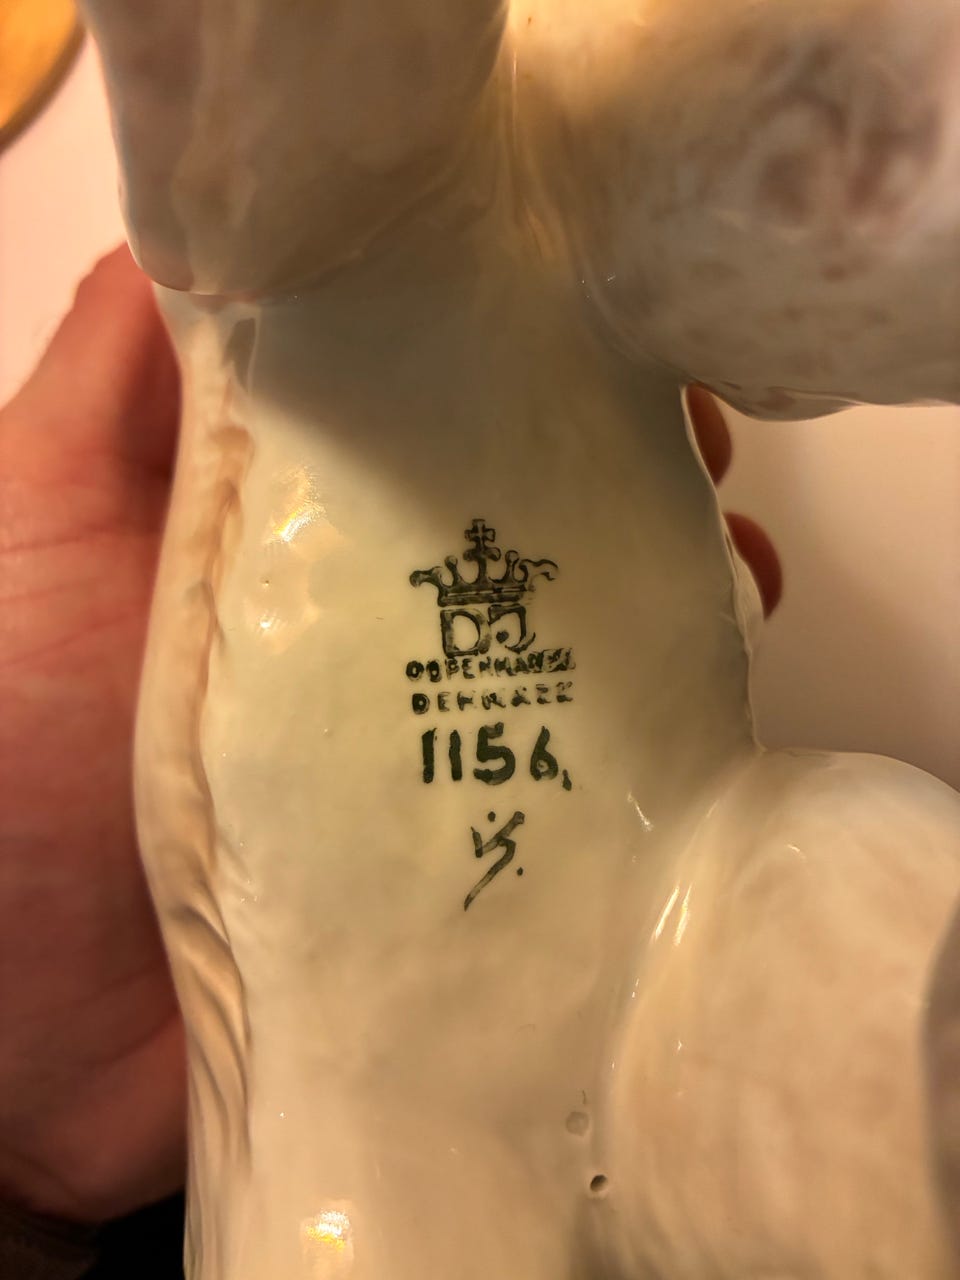 DJ
COPENHAGEN
DENMARK
1156.